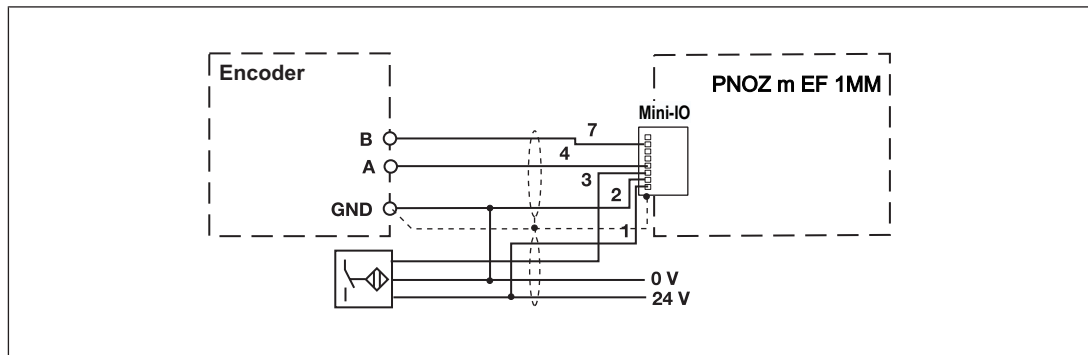 Encoder
PNOZ m EF 1MM
Mini-IO
B
7
A
4
3
2
GND
1
0 V
24 V